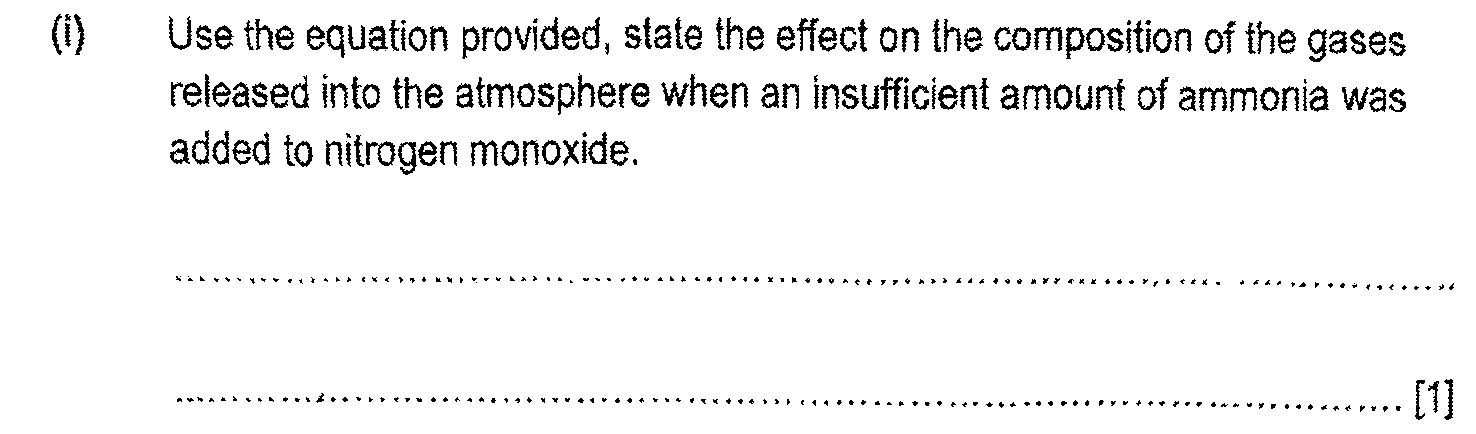 (i) Use the equation provided, state the effect on the composition of the gases
released into the atmosphere when an insufficient amount of ammonia was
added to nitrogen monoxide.
[1]